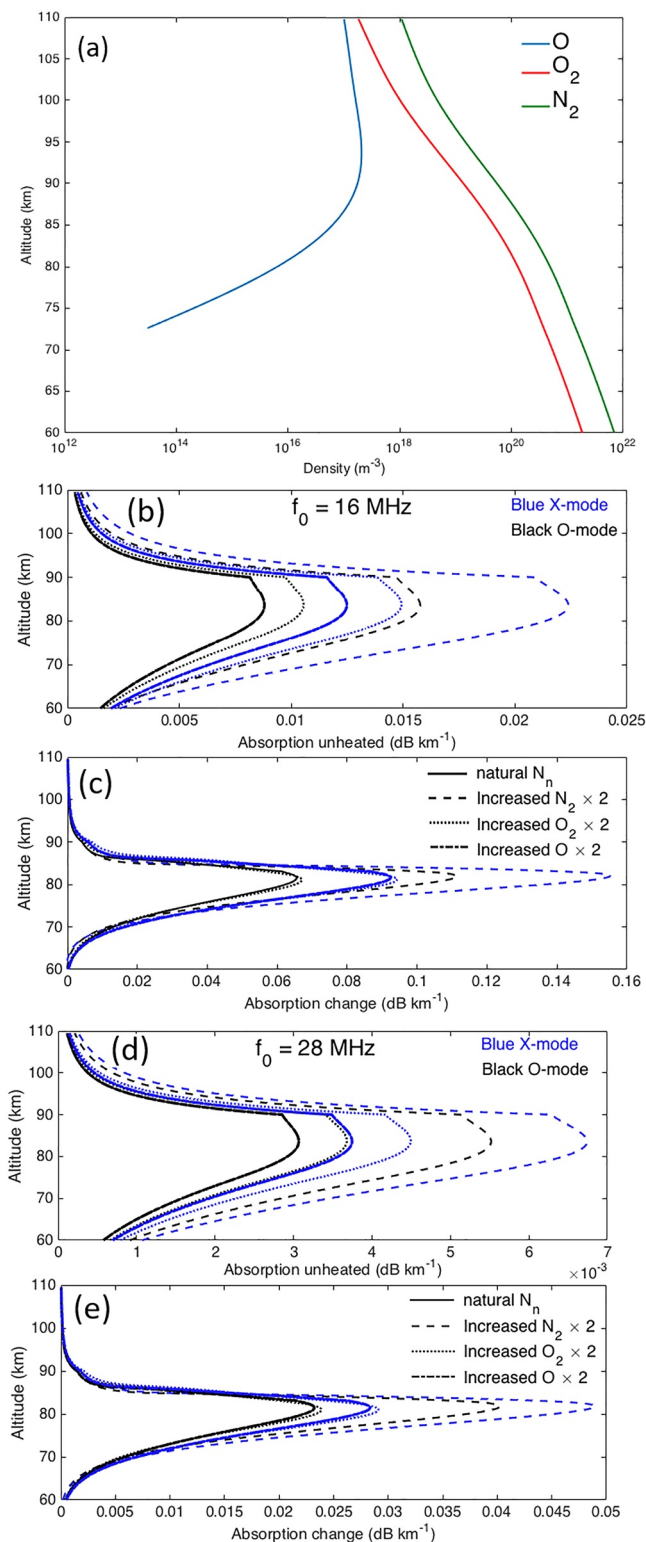 (a)
O
O2
N2
110
105
100
95
90
85
80
75
70
65
60
Altitude (km)
10^12 10^14 10^16 10^18 10^20 10^22
Density (m^-3)
(b)
f0 = 16 MHz
Blue X-mode
Black O-mode
110
100
90
80
70
60
Altitude (km)
0 0.005 0.01 0.015 0.02 0.025
Absorption unheated (dB km^-1)
(c)
natural Nn
Increased N2 × 2
Increased O2 × 2
Increased O × 2
110
100
90
80
70
60
Altitude (km)
0 0.02 0.04 0.06 0.08 0.1 0.12 0.14 0.16
Absorption change (dB km^-1)
(d)
f0 = 28 MHz
Blue X-mode
Black O-mode
110
100
90
80
70
60
Altitude (km)
0 1 2 3 4 5 6 7
Absorption unheated (dB km^-1)
× 10^-3
(e)
natural Nn
Increased N2 × 2
Increased O2 × 2
Increased O × 2
110
100
90
80
70
60
Altitude (km)
0 0.005 0.01 0.015 0.02 0.025 0.03 0.035 0.04 0.045 0.05
Absorption change (dB km^-1)